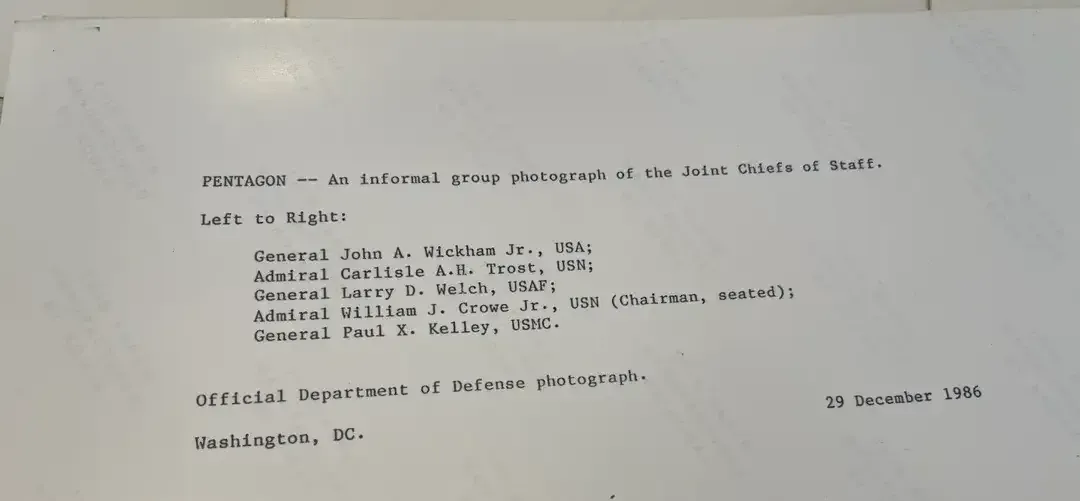 PENTAGON -- An informal group photograph of the Joint Chiefs of Staff.
Left to Right:
General John A. Wickham Jr., USA;
Admiral Carlisle A.H. Trost, USN;
General Larry D. Welch, USAF;
Admiral William J. Crowe Jr., USN (Chairman, seated);
General Paul X. Kelley, USMC.
Official Department of Defense photograph.
29 December 1986
Washington, DC.